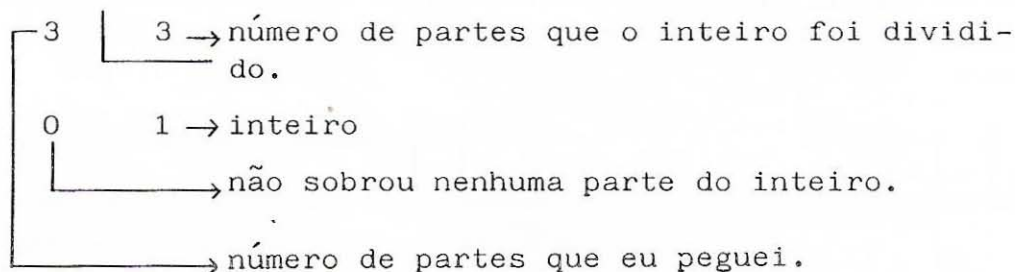 3 3 → número de partes que o inteiro foi dividi-
do.
0 1 → inteiro
não sobrou nenhuma parte do inteiro.
número de partes que eu peguei.